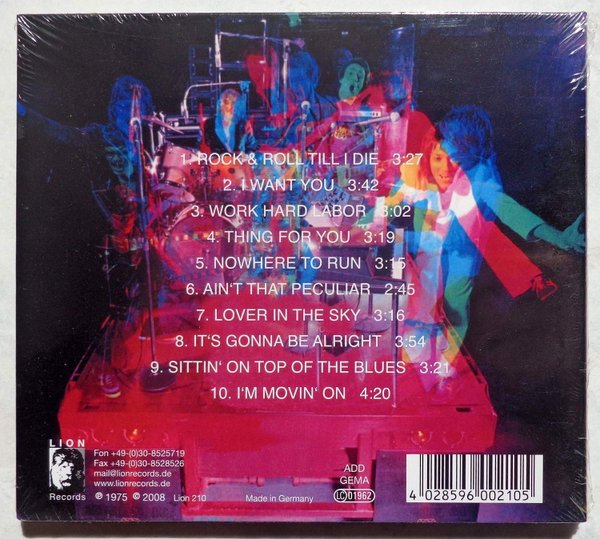 1. ROCK & ROLL TILL I DIE 3:27
2. I WANT YOU 3:42
3. WORK HARD LABOR 3:02
4. THING FOR YOU 3:19
5. NOWHERE TO RUN 3:15
6. AIN'T THAT PECULIAR 2:45
7. LOVER IN THE SKY 3:16
8. IT'S GONNA BE ALRIGHT 3:54
9. SITTIN' ON TOP OF THE BLUES 3:21
10. I'M MOVIN' ON 4:20
LION
Records
Fon +49-(0)30-8525719
Fax +49-(0)30-8528526
mail@lionrecords.de
www.lionrecords.de
℗ 1975 © 2008 Lion 210
Made in Germany
ADD
GEMA
LC 01962
4 028596 002105